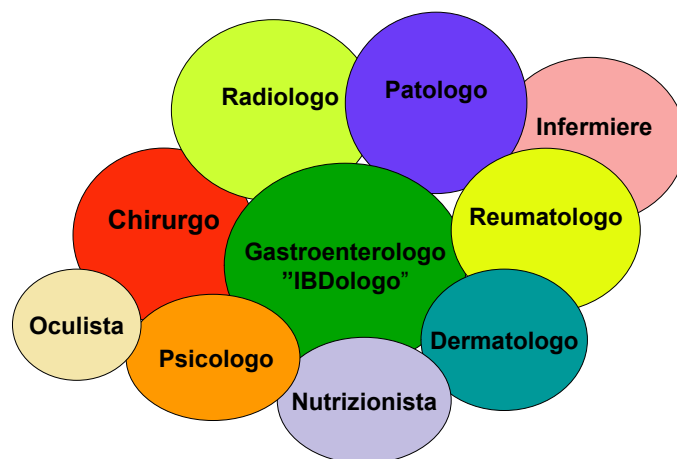 Radiologo
Patologo
Infermiere
Chirurgo
Reumatologo
Gastroenterologo
”IBDologo”
Oculista
Psicologo
Dermatologo
Nutrizionista